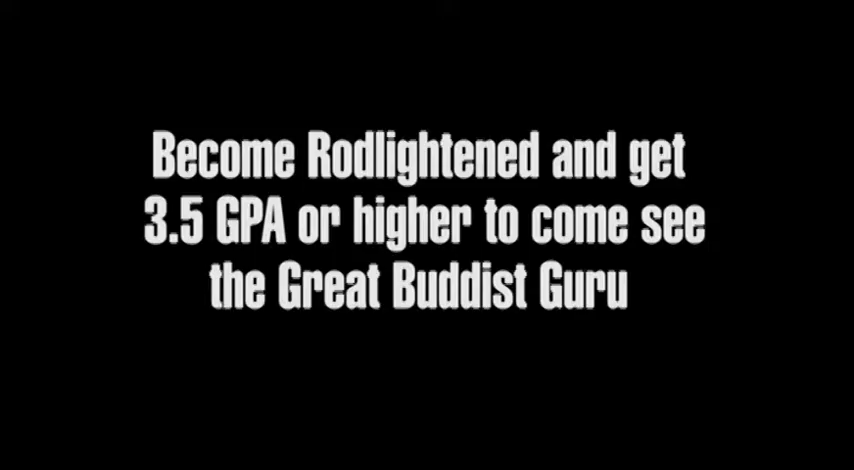 Become Rodlightened and get
3.5 GPA or higher to come see
the Great Buddist Guru